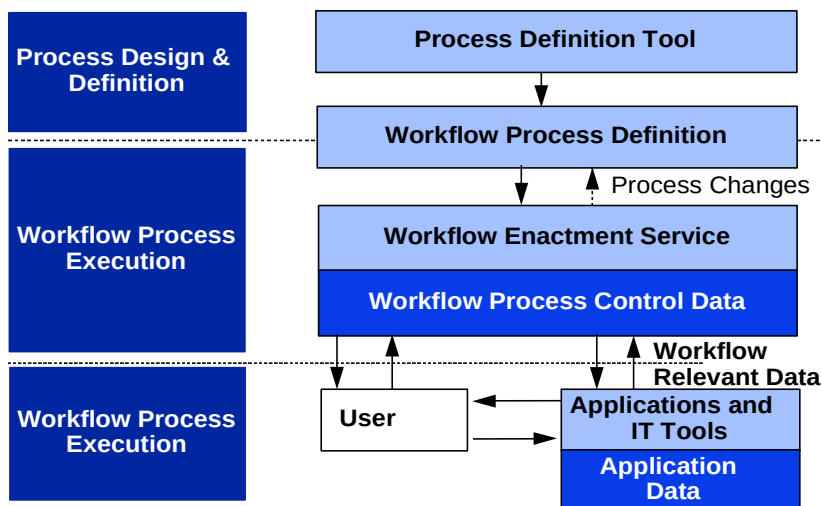 Process Design &
Definition
Process Definition Tool
Workflow Process Definition
Process Changes
Workflow Process
Execution
Workflow Enactment Service
Workflow Process Control Data
Workflow
Relevant Data
Workflow Process
Execution
User
Applications and
IT Tools
Application
Data